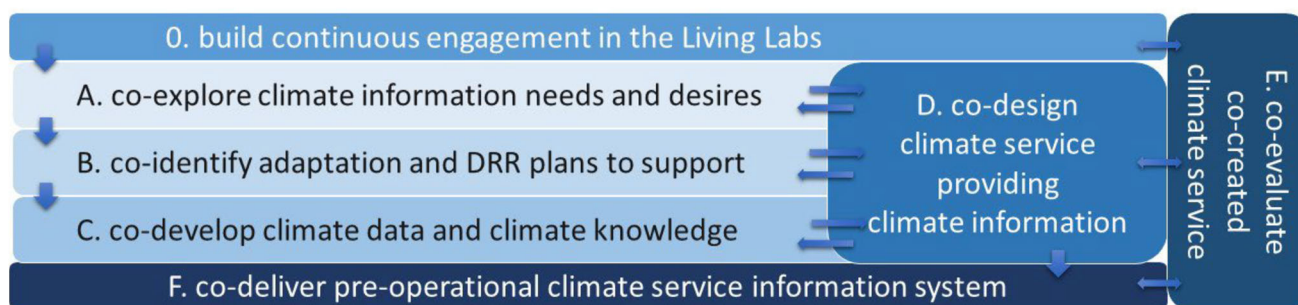 0. build continuous engagement in the Living Labs
A. co-explore climate information needs and desires
B. co-identify adaptation and DRR plans to support
C. co-develop climate data and climate knowledge
D. co-design
climate service
providing
climate information
E. co-evaluate
co-created
climate service
F. co-deliver pre-operational climate service information system